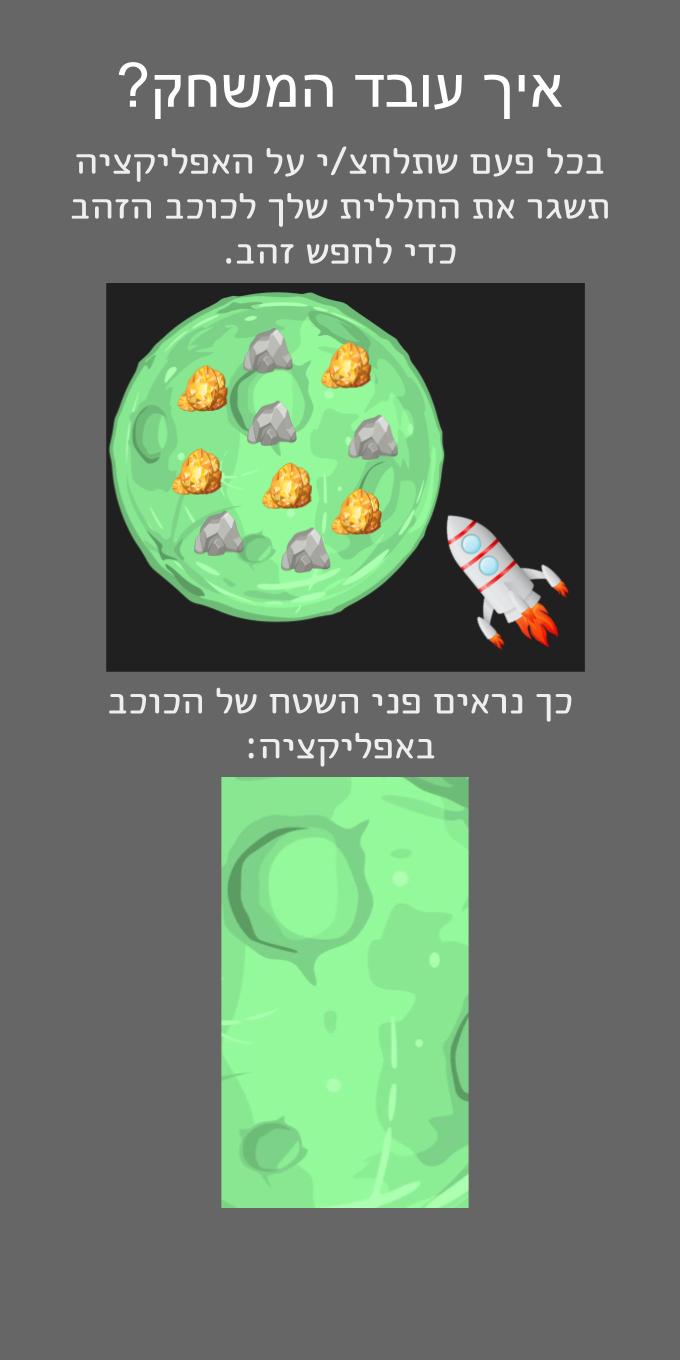 איך עובד המשחק?
בכל פעם שתלחצ/י על האפליקציה
תשגר את החללית שלך לכוכב הזהב
כדי לחפש זהב.
כך נראים פני השטח של הכוכב
באפליקציה: